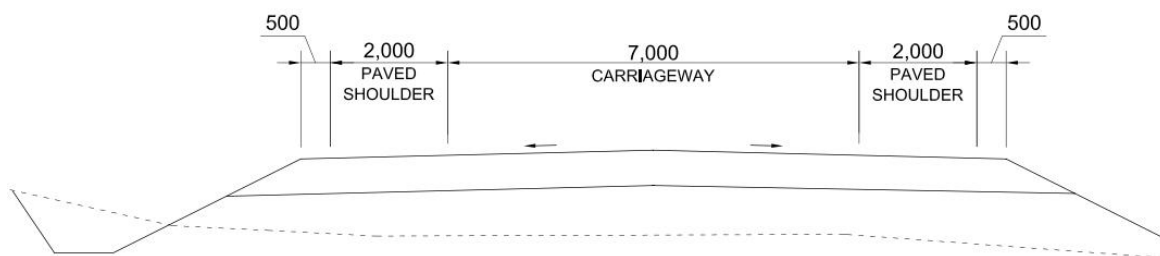 500
500
2,000
7,000
2,000
PAVED
SHOULDER
CARRIAGEWAY
PAVED
SHOULDER